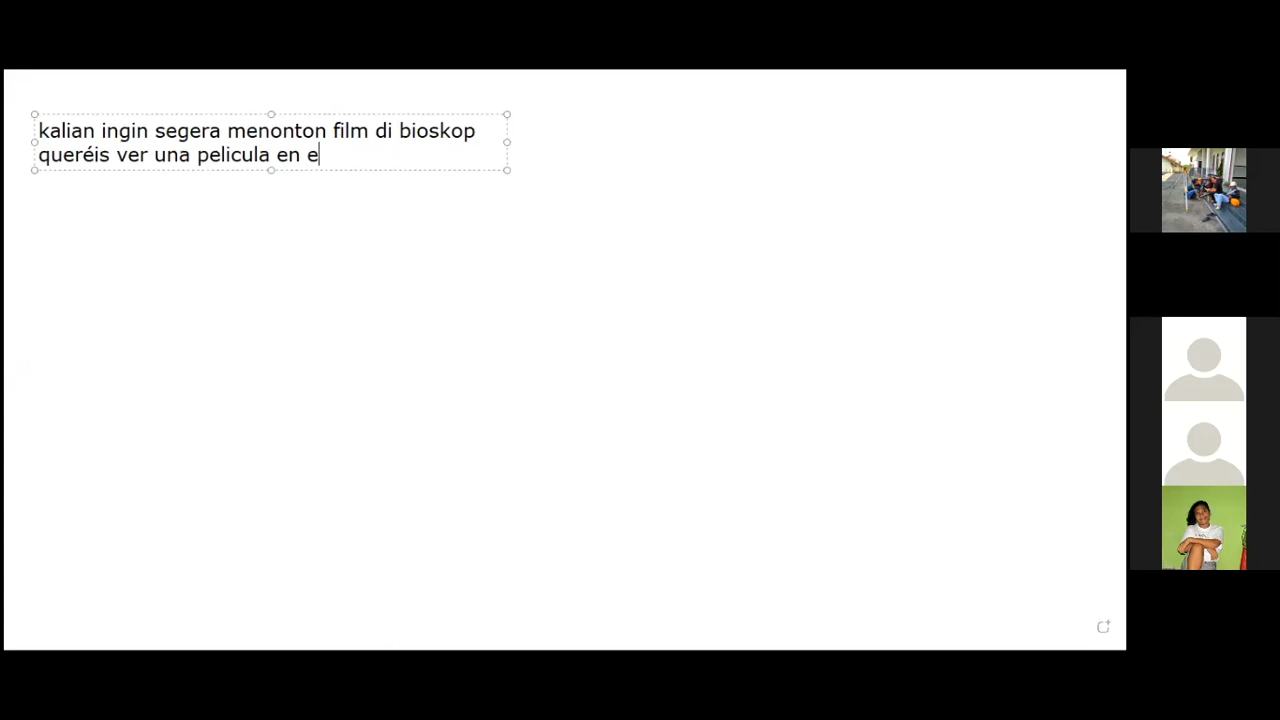 kalian ingin segera menonton film di bioskop
queréis ver una pelicula en e